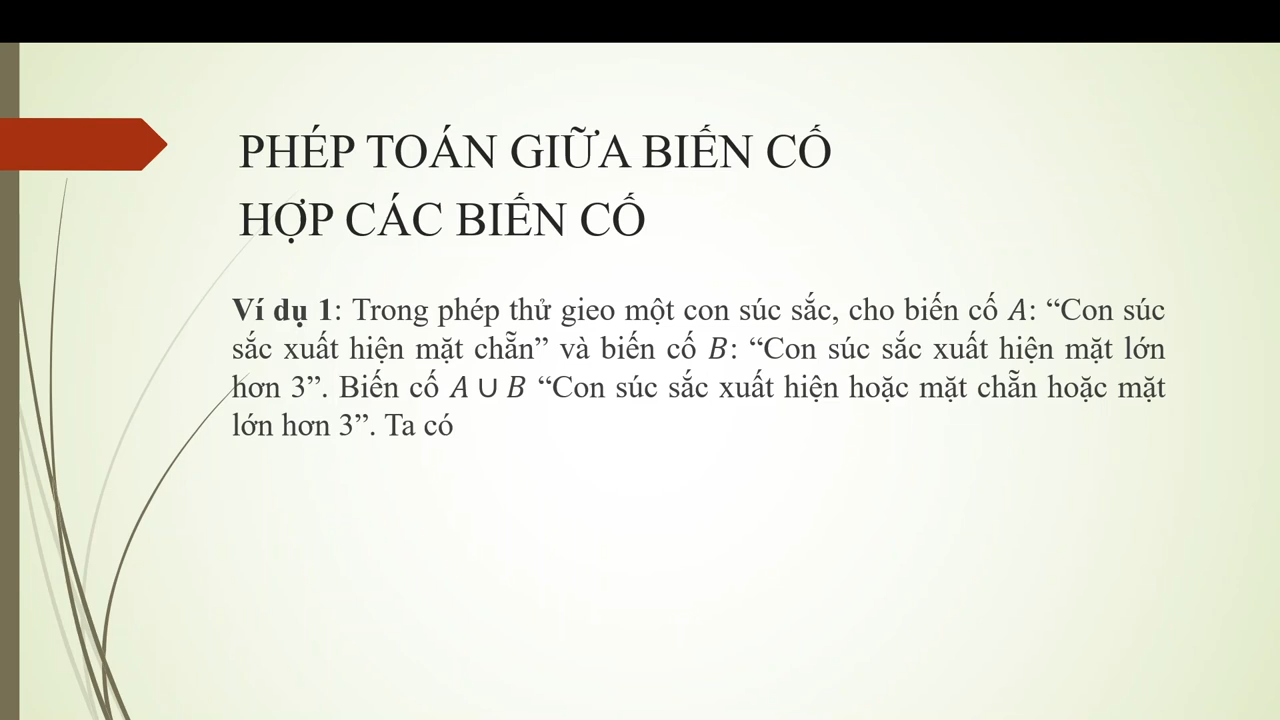 PHÉP TOÁN GIỮA BIẾN CỐ
HỢP CÁC BIẾN CỐ
Ví dụ 1: Trong phép thử gieo một con súc sắc, cho biến cố A: “Con súc
sắc xuất hiện mặt chẵn” và biến cố B: “Con súc sắc xuất hiện mặt lớn
hơn 3”. Biến cố A ∪ B “Con súc sắc xuất hiện hoặc mặt chẵn hoặc mặt
lớn hơn 3”. Ta có